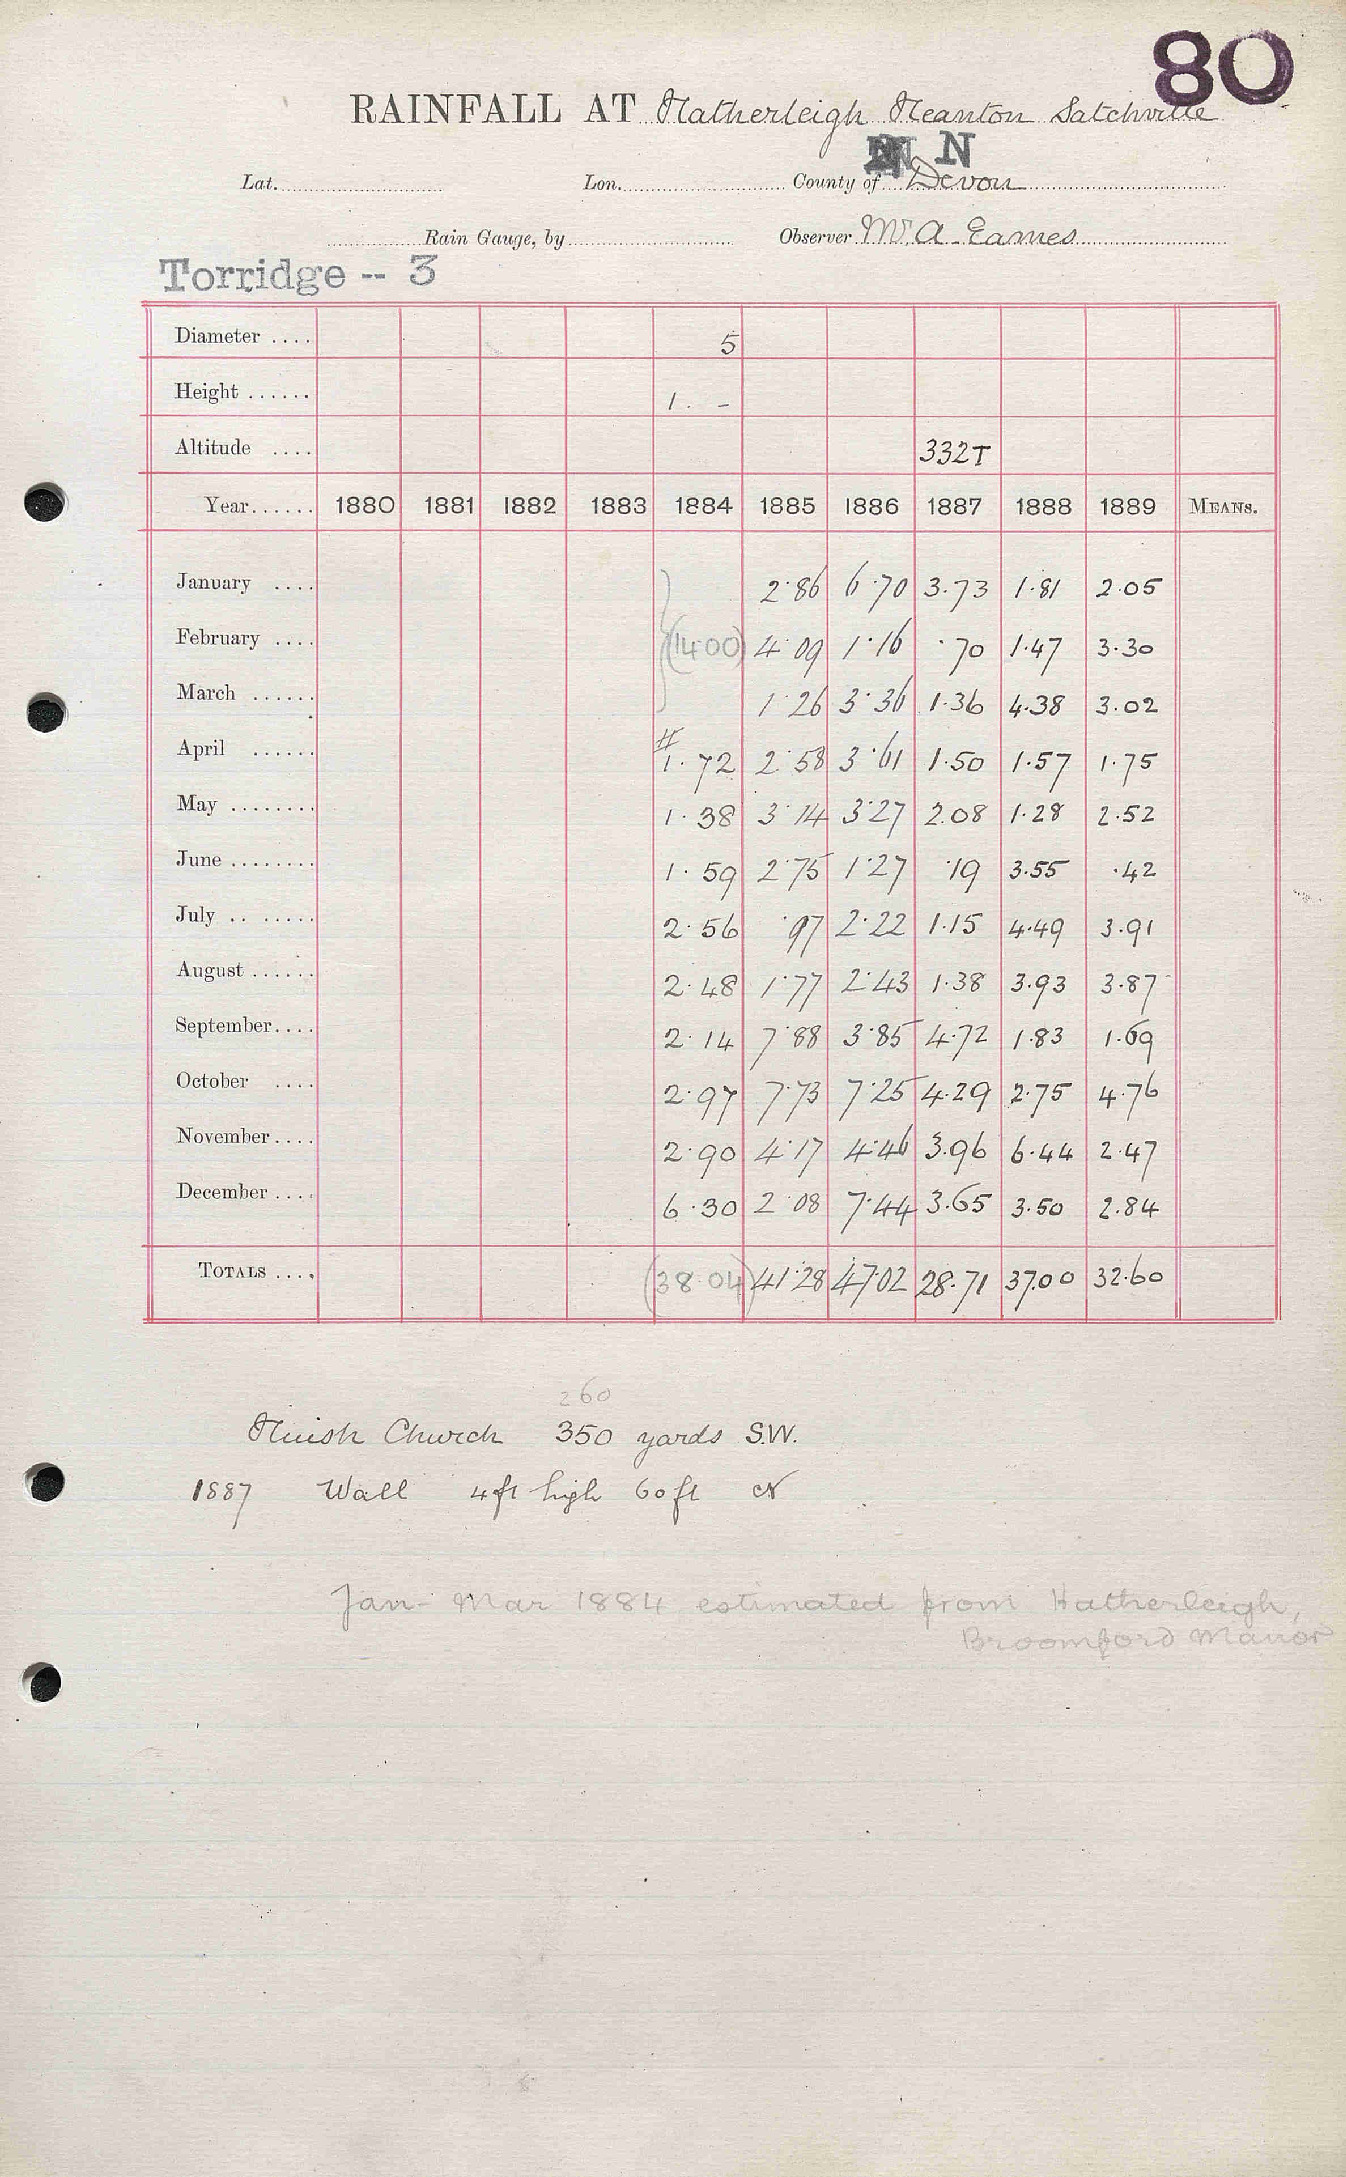 80
RAINFALL AT Hatherleigh Heanton Satchville
N
Lat. Lon. County of Devon
Rain Gauge, by Observer Mr. A. Eames
Torridge -- 3
Diameter .... 5
Height ...... 1. -
Altitude .... 332T
Year...... 1880 1881 1882 1883 1884 1885 1886 1887 1888 1889 MEANS.
January .... 2.86 6.70 3.73 1.81 2.05
February .... (14.00) 4.09 1.16 .70 1.47 3.30
March ...... 1.26 3.36 1.36 4.38 3.02
April ...... # 1.72 2.58 3.61 1.50 1.57 1.75
May ........ 1.38 3.14 3.27 2.08 1.28 2.52
June ........ 1.59 2.75 1.27 .19 3.55 .42
July .. ..... 2.56 .97 2.22 1.15 4.49 3.91
August ...... 2.48 1.77 2.43 1.38 3.93 3.87
September.... 2.14 7.88 3.85 4.72 1.83 1.69
October .... 2.97 7.73 7.25 4.29 2.75 4.76
November.... 2.90 4.17 4.46 3.96 6.44 2.47
December .... 6.30 2.08 7.44 3.65 3.50 2.84
TOTALS .... (38.04) 41.28 47.02 28.71 37.00 32.60
260
Huish Church 350 yards S.W.
1887 Wall 4ft high 60ft N
Jan - Mar 1884 estimated from Hatherleigh,
Broomford Manor